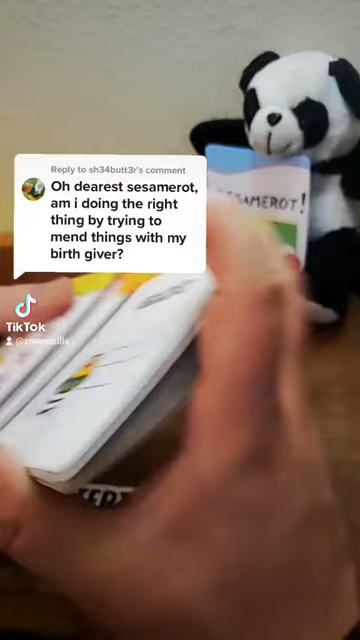 Reply to sh34butt3r's comment
Oh dearest sesamerot,
am i doing the right
thing by trying to
mend things with my
birth giver?
SESAMEROT!
TikTok